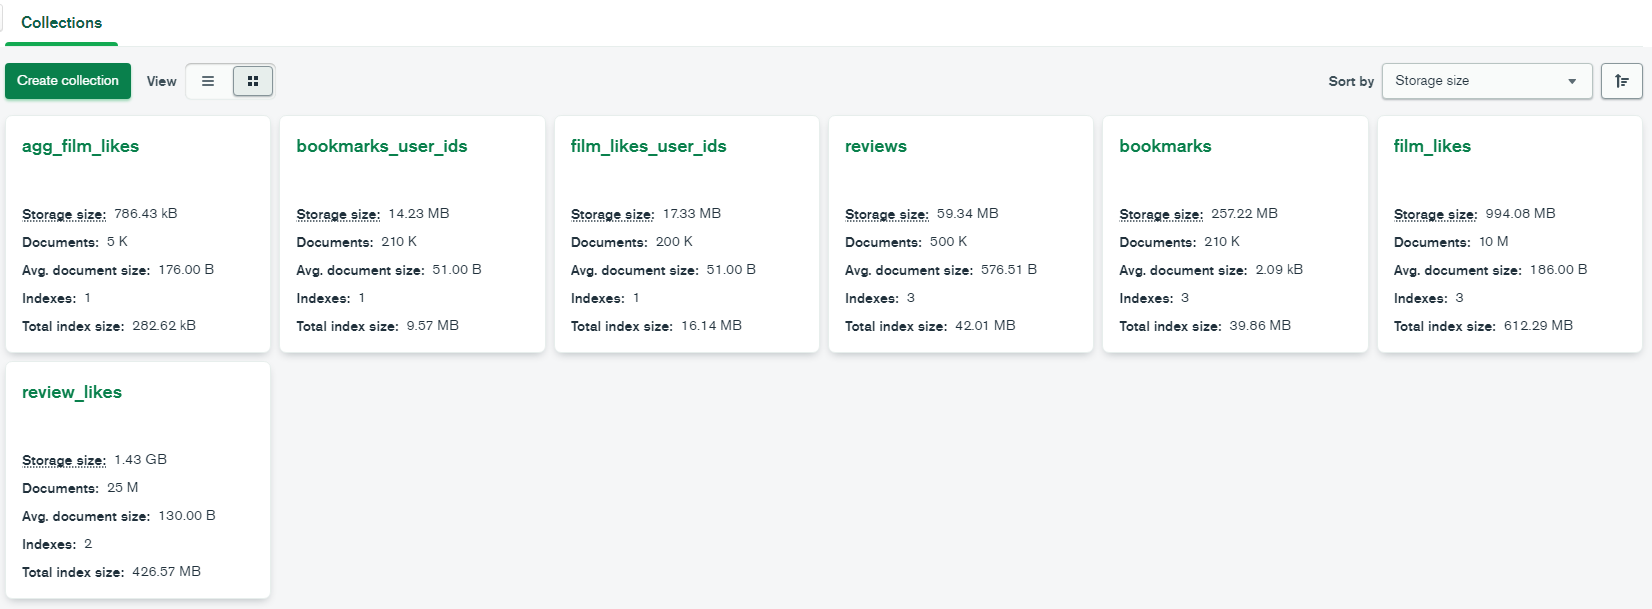 Collections
Create collection View Sort by Storage size
agg_film_likes
Storage size: 786.43 kB
Documents: 5 K
Avg. document size: 176.00 B
Indexes: 1
Total index size: 282.62 kB
bookmarks_user_ids
Storage size: 14.23 MB
Documents: 210 K
Avg. document size: 51.00 B
Indexes: 1
Total index size: 9.57 MB
film_likes_user_ids
Storage size: 17.33 MB
Documents: 200 K
Avg. document size: 51.00 B
Indexes: 1
Total index size: 16.14 MB
reviews
Storage size: 59.34 MB
Documents: 500 K
Avg. document size: 576.51 B
Indexes: 3
Total index size: 42.01 MB
bookmarks
Storage size: 257.22 MB
Documents: 210 K
Avg. document size: 2.09 kB
Indexes: 3
Total index size: 39.86 MB
film_likes
Storage size: 994.08 MB
Documents: 10 M
Avg. document size: 186.00 B
Indexes: 3
Total index size: 612.29 MB
review_likes
Storage size: 1.43 GB
Documents: 25 M
Avg. document size: 130.00 B
Indexes: 2
Total index size: 426.57 MB